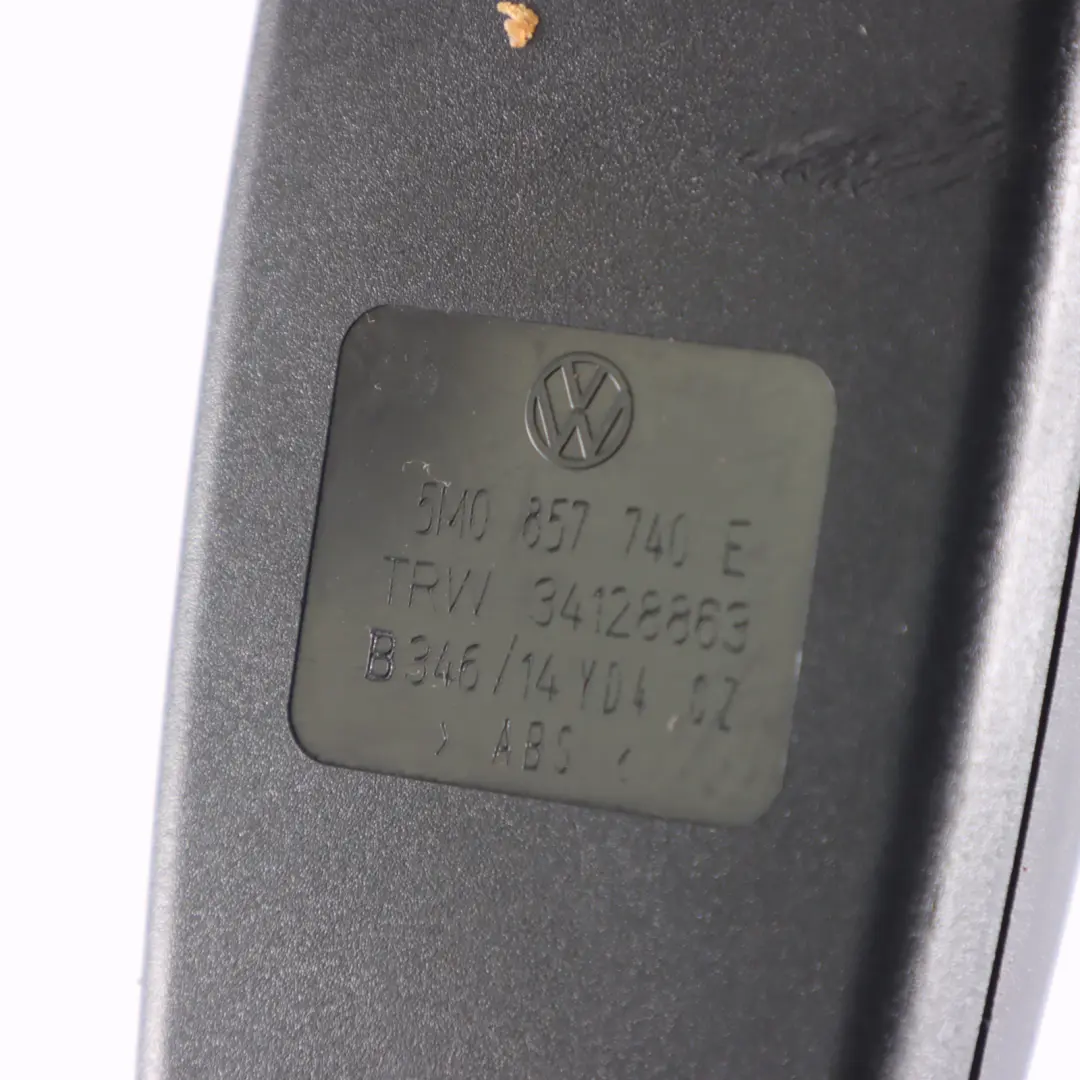 5M0 857 740 E
TRW 34128863
B 346/14 YD4 CZ
> ABS <